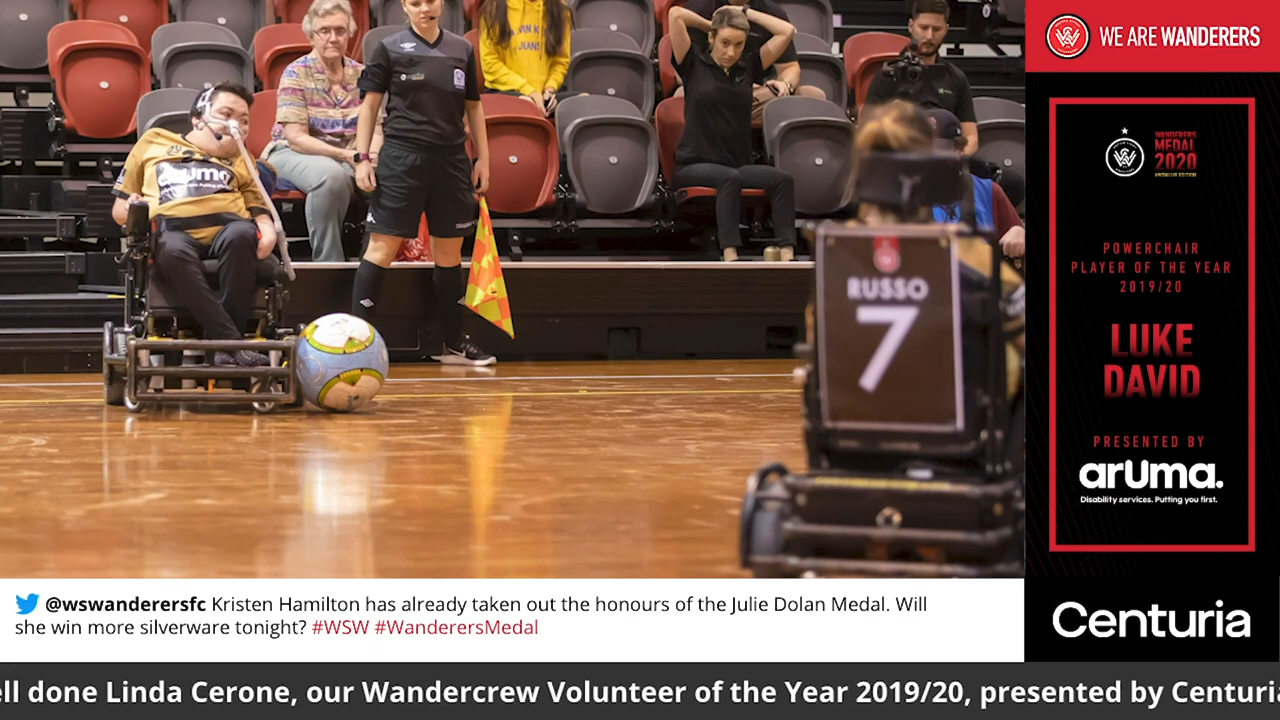 WE ARE WANDERERS
WANDERERS
MEDAL
2020
POWERCHAIR
PLAYER OF THE YEAR
2019/20
LUKE
DAVID
PRESENTED BY
aruma.
Disability services. Putting you first.
Centuria
RUSSO
7
JEANS
@wswanderersfc Kristen Hamilton has already taken out the honours of the Julie Dolan Medal. Will
she win more silverware tonight? #WSW #WanderersMedal
ell done Linda Cerone, our Wandercrew Volunteer of the Year 2019/20, presented by Centuria